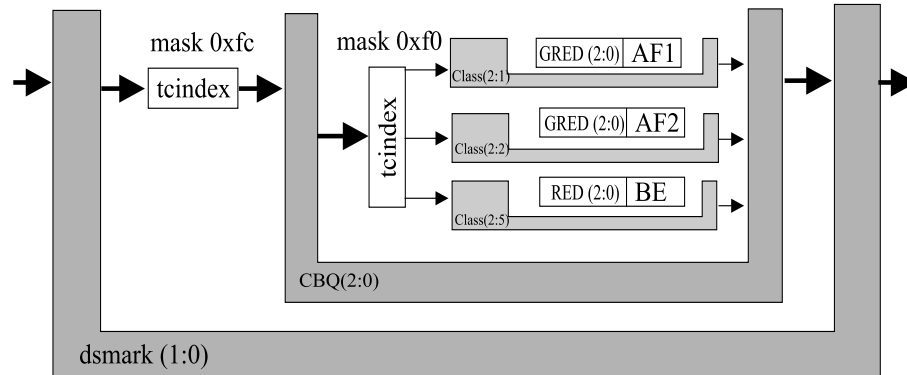 mask 0xfc
tcindex
mask 0xf0
tcindex
Class(2:1)
GRED (2:0) AF1
Class(2:2)
GRED (2:0) AF2
Class(2:5)
RED (2:0) BE
CBQ(2:0)
dsmark (1:0)